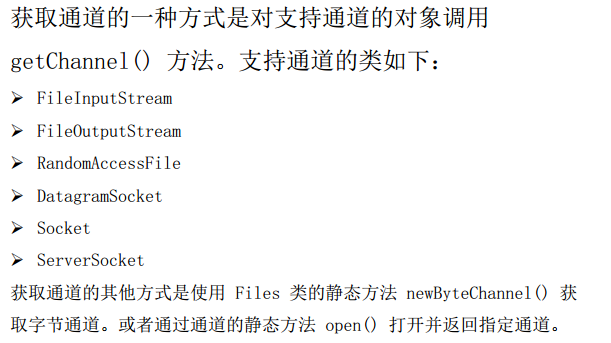 获取通道的一种方式是对支持通道的对象调用
getChannel() 方法。支持通道的类如下：
➢ FileInputStream
➢ FileOutputStream
➢ RandomAccessFile
➢ DatagramSocket
➢ Socket
➢ ServerSocket
获取通道的其他方式是使用 Files 类的静态方法 newByteChannel() 获
取字节通道。或者通过通道的静态方法 open() 打开并返回指定通道。